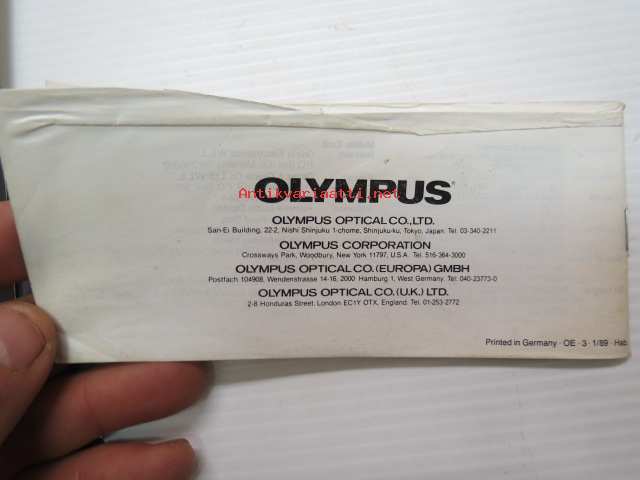 OLYMPUS®
Antikvariaatti.net
OLYMPUS OPTICAL CO.,LTD.
San-Ei Building, 22-2, Nishi Shinjuku 1-chome, Shinjuku-ku, Tokyo, Japan. Tel. 03-340-2211
OLYMPUS CORPORATION
Crossways Park, Woodbury, New York 11797, U.S.A. Tel. 516-364-3000
OLYMPUS OPTICAL CO.(EUROPA) GMBH
Postfach 104908, Wendenstrasse 14-16, 2000 Hamburg 1, West Germany. Tel. 040-23773-0
OLYMPUS OPTICAL CO.(U.K.) LTD.
2-8 Honduras Street, London EC1Y OTX, England. Tel. 01-253-2772
Printed in Germany · OE · 3 · 1/89 · Hab